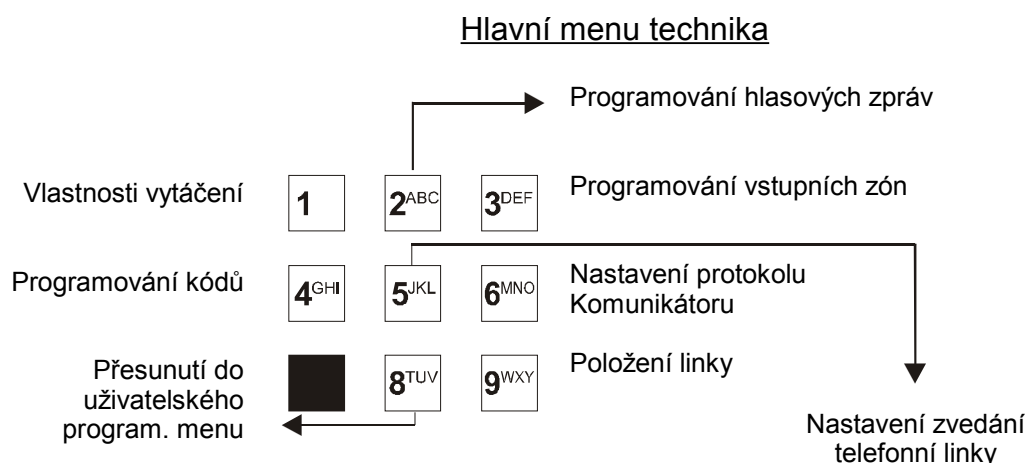 Hlavní menu technika
Programování hlasových zpráv
Vlastnosti vytáčení
1
2ABC
3DEF
Programování vstupních zón
Programování kódů
4GHI
5JKL
6MNO
Nastavení protokolu
Komunikátoru
Přesunutí do
uživatelského
program. menu
8TUV
9WXY
Položení linky
Nastavení zvedání
telefonní linky